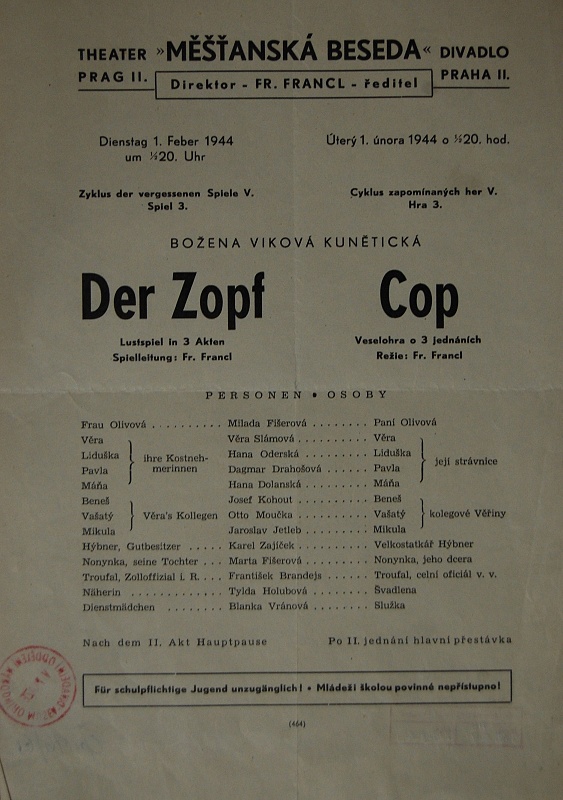 THEATER »MĚŠŤANSKÁ BESEDA« DIVADLO
PRAG II. Direktor - FR. FRANCL - ředitel PRAHA II.
Dienstag 1. Feber 1944 Úterý 1. února 1944 o ½20. hod.
um ½20. Uhr
Zyklus der vergessenen Spiele V. Cyklus zapomínaných her V.
Spiel 3. Hra 3.
BOŽENA VIKOVÁ KUNĚTICKÁ
Der Zopf Cop
Lustspiel in 3 Akten Veselohra o 3 jednáních
Spielleitung: Fr. Francl Režie: Fr. Francl
PERSONEN • OSOBY
Frau Olivová .......... Milada Fišerová ........ Paní Olivová
Věra Věra Slámová ......... Věra
Liduška ihre Kostneh- Hana Oderská ........ Liduška její strávnice
Pavla merinnen Dagmar Drahošová ...... Pavla
Máňa Hana Dolanská ........ Máňa
Beneš Josef Kohout ......... Beneš
Vašatý Věra's Kollegen Otto Moučka ......... Vašatý kolegové Věřiny
Mikula Jaroslav Jetleb ........ Mikula
Hýbner, Gutbesitzer ..... Karel Zajíček ......... Velkostatkář Hýbner
Nonynka, seine Tochter ... Marta Fišerová ........ Nonynka, jeho dcera
Troufal, Zolloffizial i. R. ... František Brandejs ...... Troufal, celní oficiál v. v.
Näherin ............. Tylda Holubová ........ Švadlena
Dienstmädchen ........ Blanka Vránová ........ Služka
Nach dem II. Akt Hauptpause Po II. jednání hlavní přestávka
Für schulpflichtige Jugend unzugänglich! • Mládeži školou povinné nepřístupno!
(464)